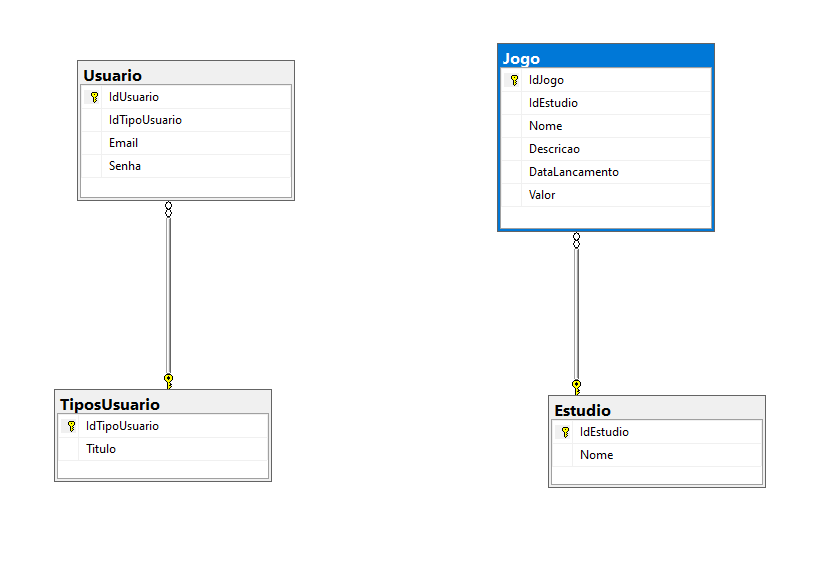 Usuario
IdUsuario
IdTipoUsuario
Email
Senha
Jogo
IdJogo
IdEstudio
Nome
Descricao
DataLancamento
Valor
TiposUsuario
IdTipoUsuario
Titulo
Estudio
IdEstudio
Nome